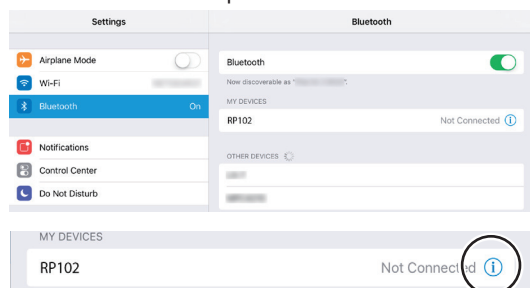 Settings
Bluetooth
Airplane Mode
Wi-Fi
Bluetooth On
Notifications
Control Center
Do Not Disturb
Bluetooth
Now discoverable as "
MY DEVICES
RP102 Not Connected
OTHER DEVICES
MY DEVICES
RP102 Not Connected